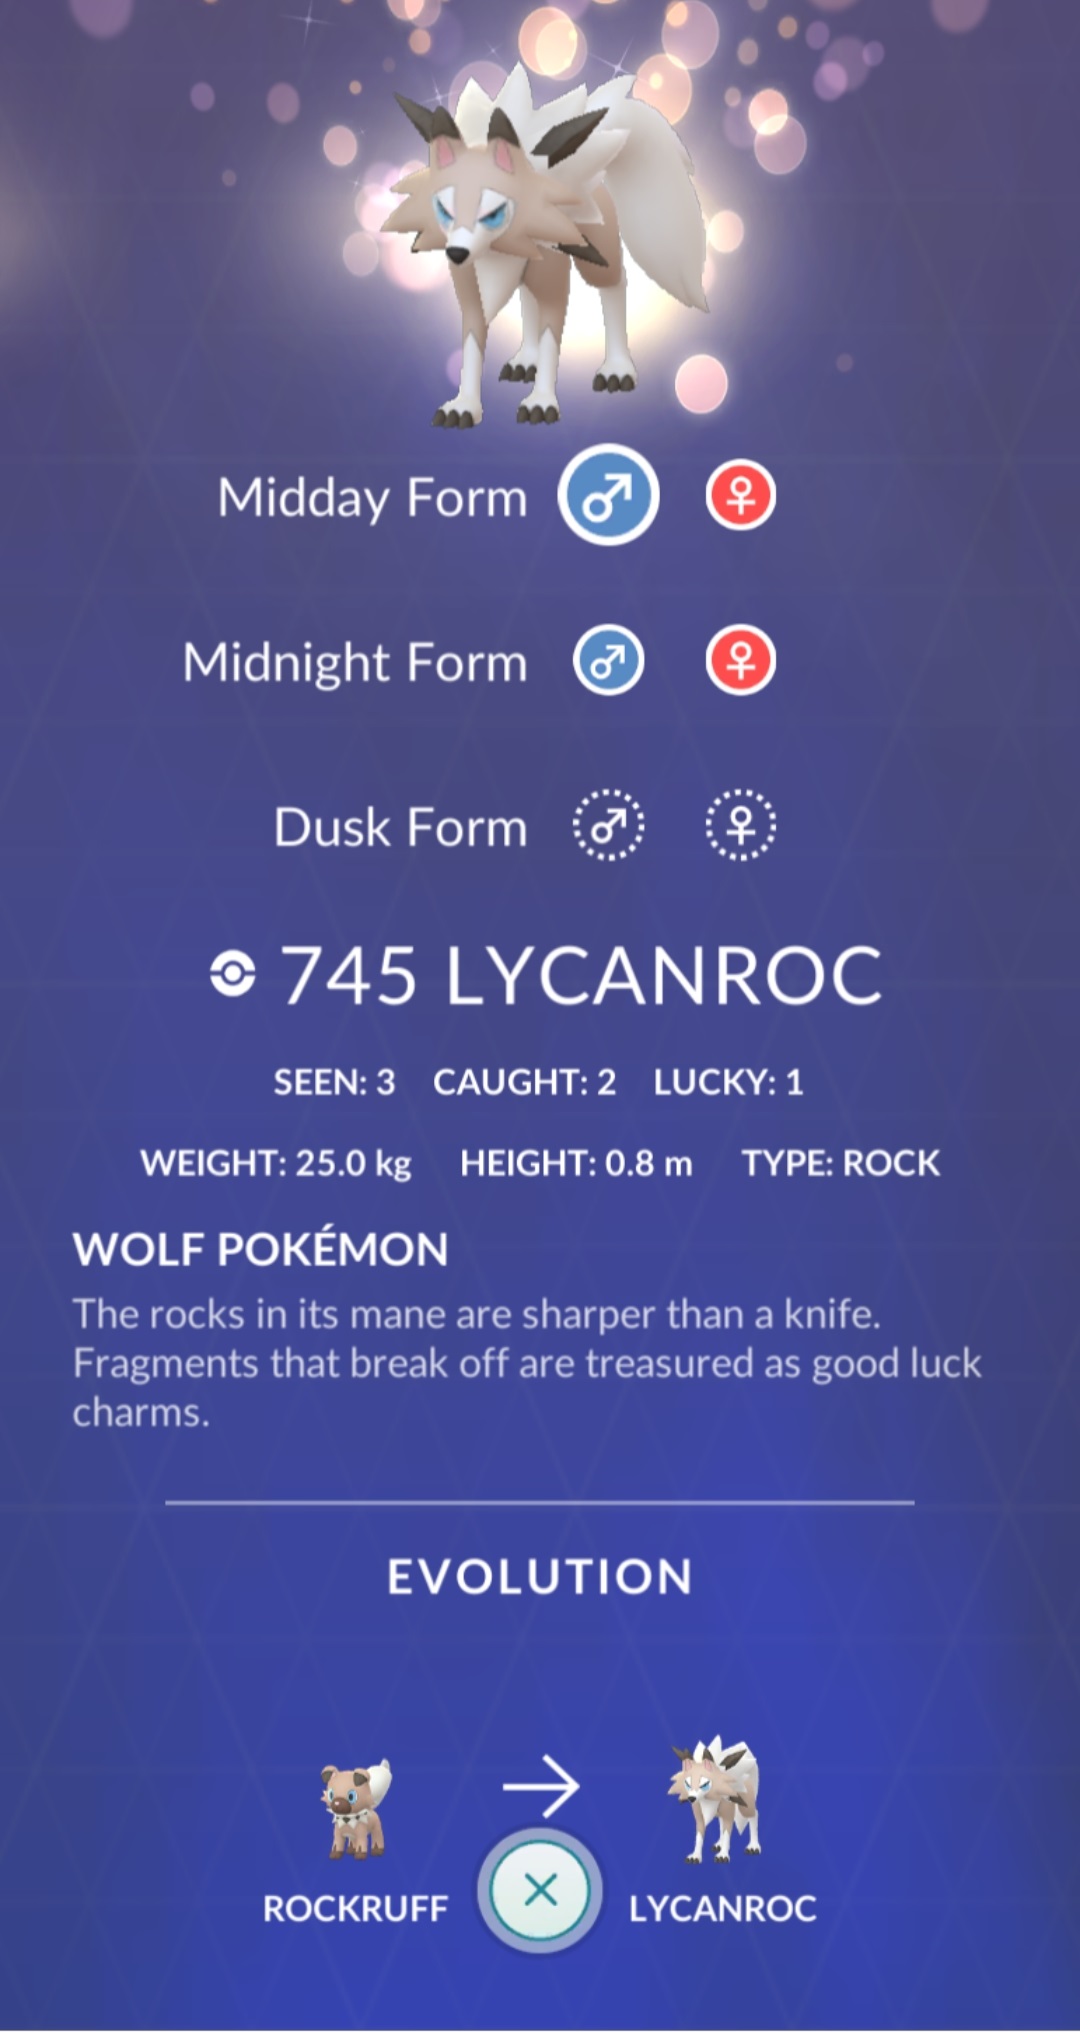 Midday Form
Midnight Form
Dusk Form
745 LYCANROC
SEEN: 3 CAUGHT: 2 LUCKY: 1
WEIGHT: 25.0 kg HEIGHT: 0.8 m TYPE: ROCK
WOLF POKÉMON
The rocks in its mane are sharper than a knife.
Fragments that break off are treasured as good luck
charms.
EVOLUTION
ROCKRUFF LYCANROC